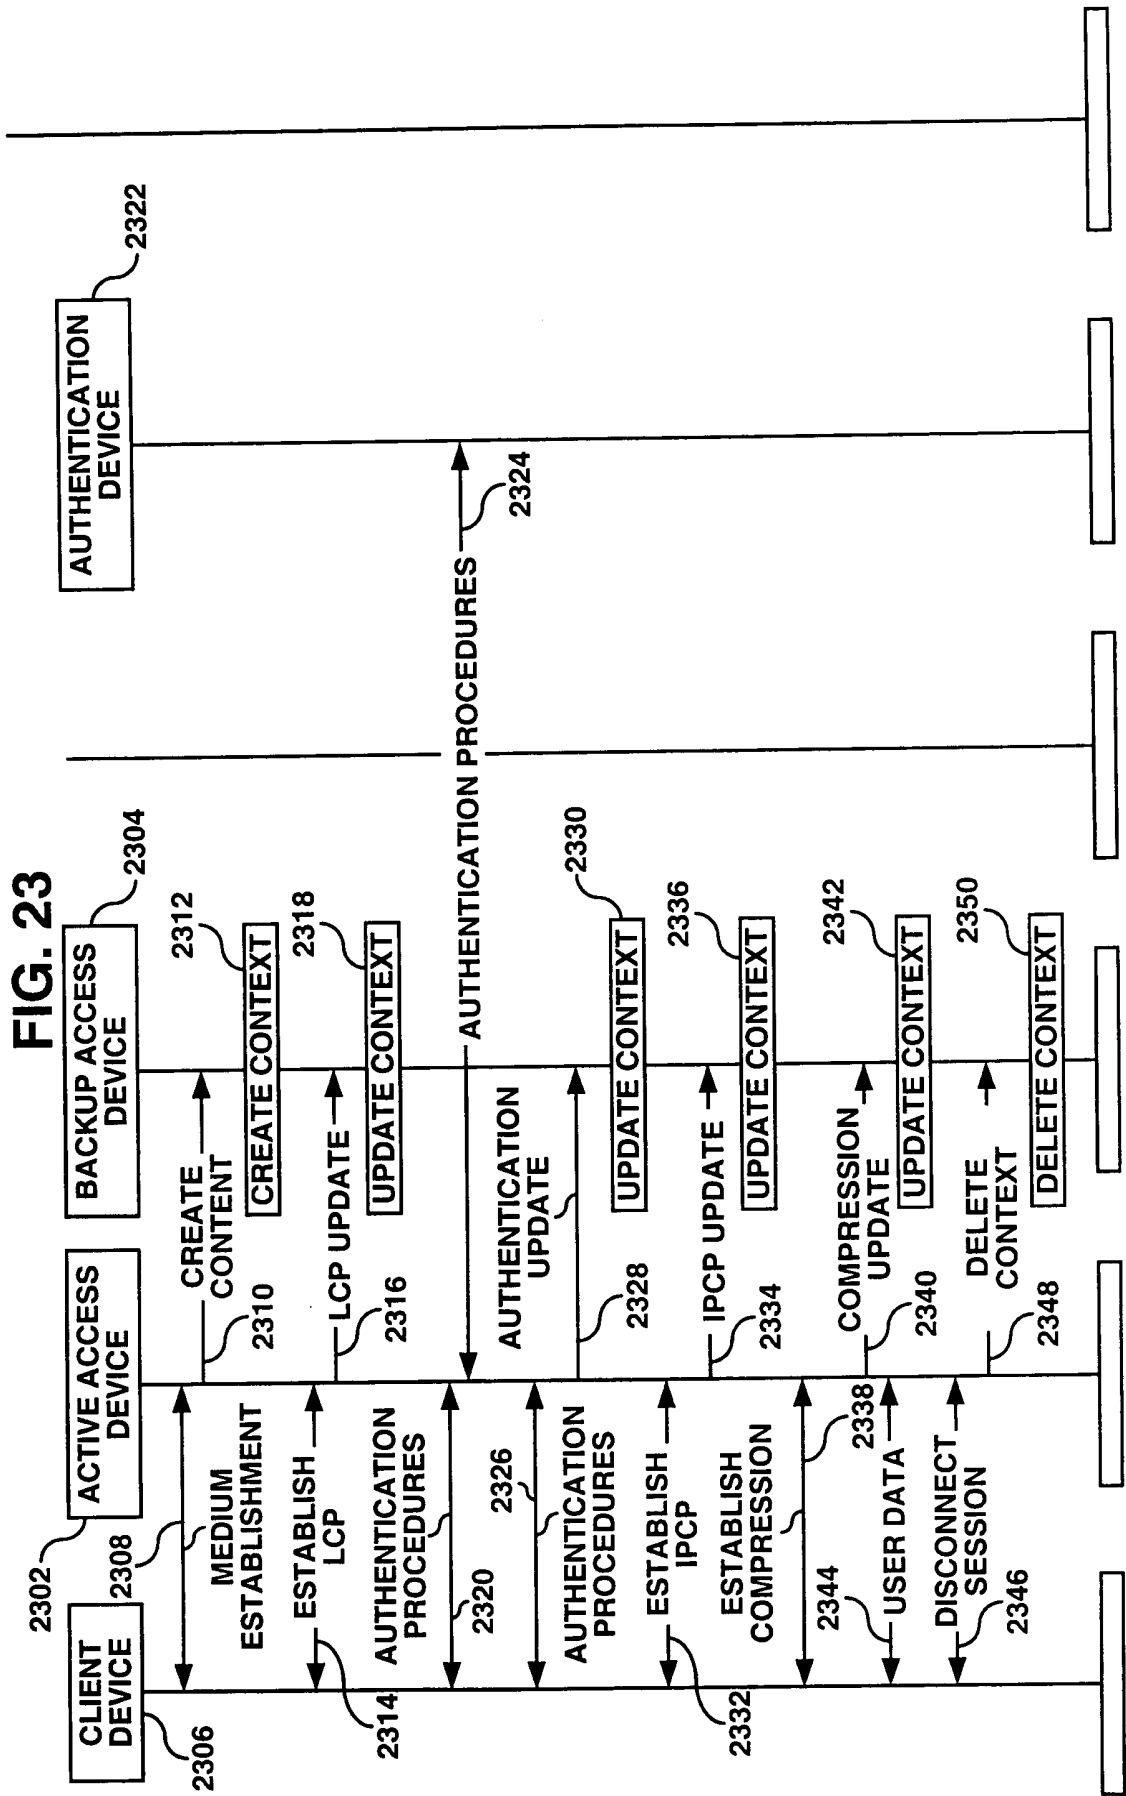 FIG. 23
CLIENT
DEVICE
2306
ACTIVE ACCESS
DEVICE
2302
BACKUP ACCESS
DEVICE
2304
AUTHENTICATION
DEVICE
2322
2308
MEDIUM
ESTABLISHMENT
CREATE
CONTENT
2310
2312
CREATE CONTEXT
ESTABLISH
LCP
2314
LCP UPDATE
2316
2318
UPDATE CONTEXT
AUTHENTICATION
PROCEDURES
2320
AUTHENTICATION PROCEDURES
2324
2326
AUTHENTICATION
PROCEDURES
AUTHENTICATION
UPDATE
2328
2330
UPDATE CONTEXT
ESTABLISH
IPCP
2332
IPCP UPDATE
2334
2336
UPDATE CONTEXT
ESTABLISH
COMPRESSION
2338
COMPRESSION
UPDATE
2340
2342
UPDATE CONTEXT
2344
USER DATA
DISCONNECT
SESSION
2346
DELETE
CONTEXT
2348
2350
DELETE CONTEXT